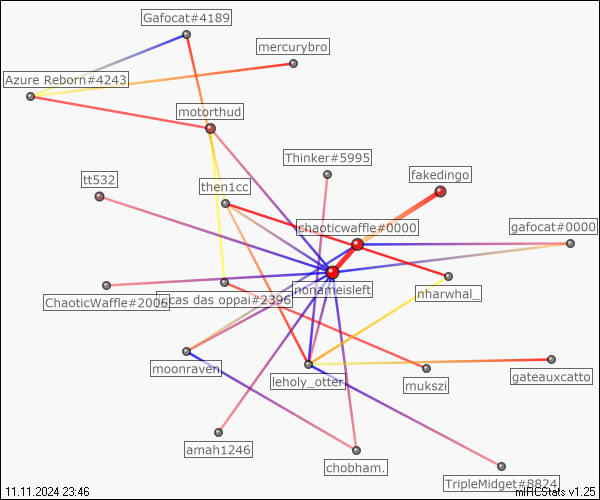 Gafocat#4189
mercurybro
Azure Reborn#4243
motorthud
Thinker#5995
fakedingo
tt532
then1cc
chaoticwaffle#0000
gafocat#0000
nonameisleft
nharwhal_
ChaoticWaffle#2006
das oppai#2396
moonraven
leholy_otter
mukszi
gateauxcatto
amah1246
chobham.
TripleMidget#8824
11.11.2024 23:46
mIRCStats v1.25